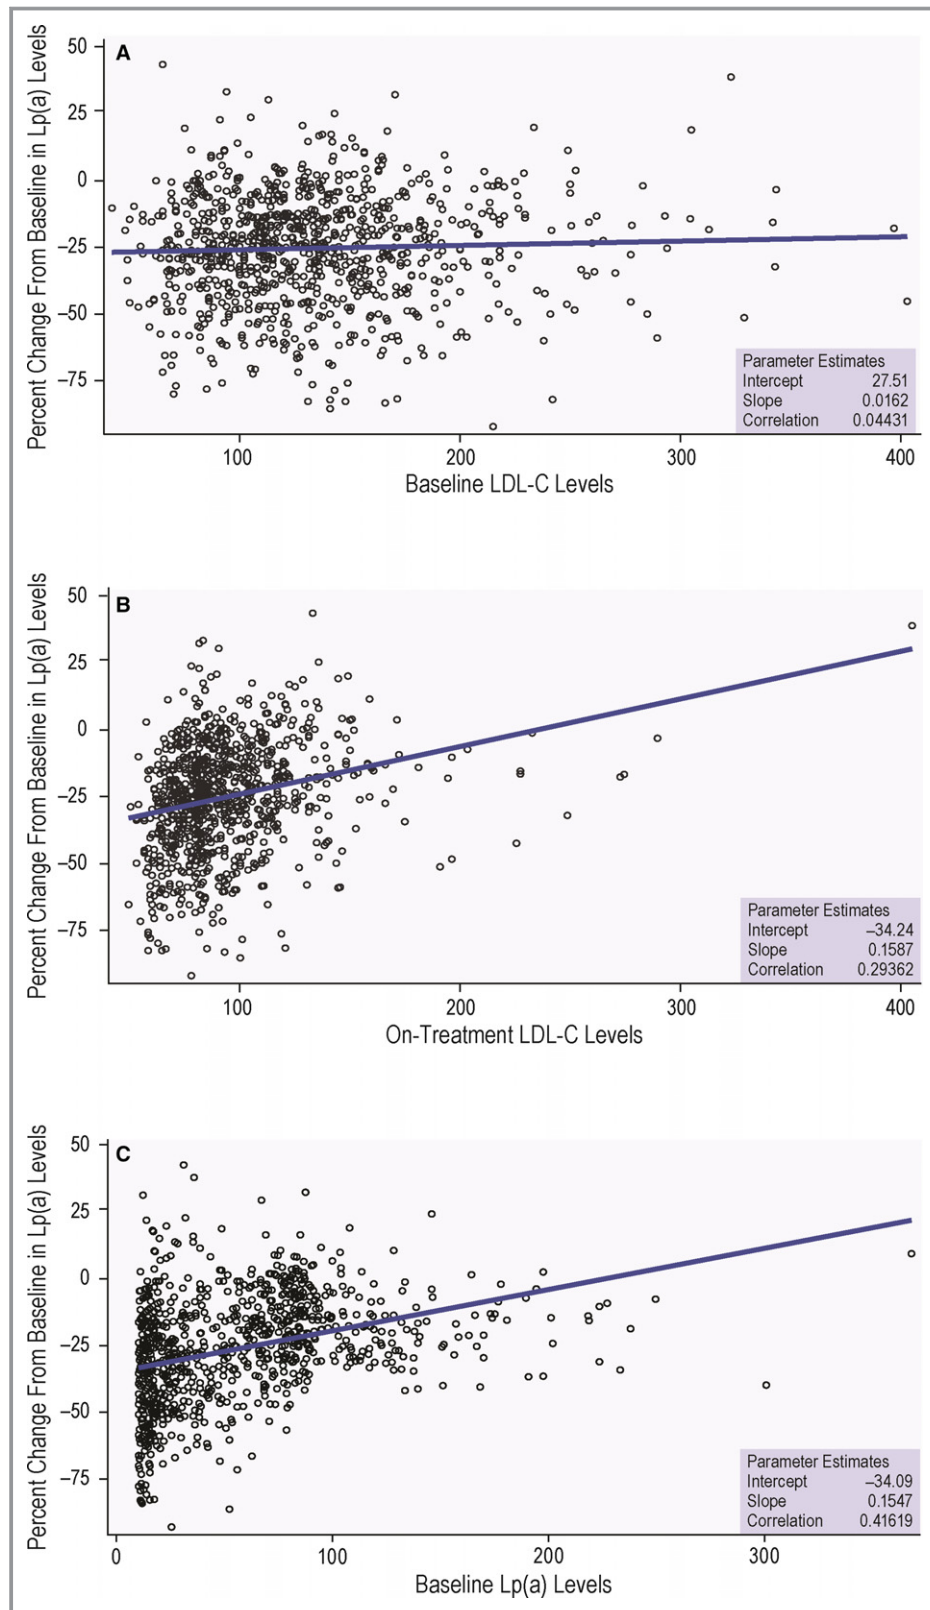 A
Percent Change From Baseline in Lp(a) Levels
50
25
0
−25
−50
−75
Parameter Estimates
Intercept 27.51
Slope 0.0162
Correlation 0.04431
100 200 300 400
Baseline LDL-C Levels
B
Percent Change From Baseline in Lp(a) Levels
50
25
0
−25
−50
−75
Parameter Estimates
Intercept −34.24
Slope 0.1587
Correlation 0.29362
100 200 300 400
On-Treatment LDL-C Levels
C
Percent Change From Baseline in Lp(a) Levels
50
25
0
−25
−50
−75
Parameter Estimates
Intercept −34.09
Slope 0.1547
Correlation 0.41619
0 100 200 300
Baseline Lp(a) Levels